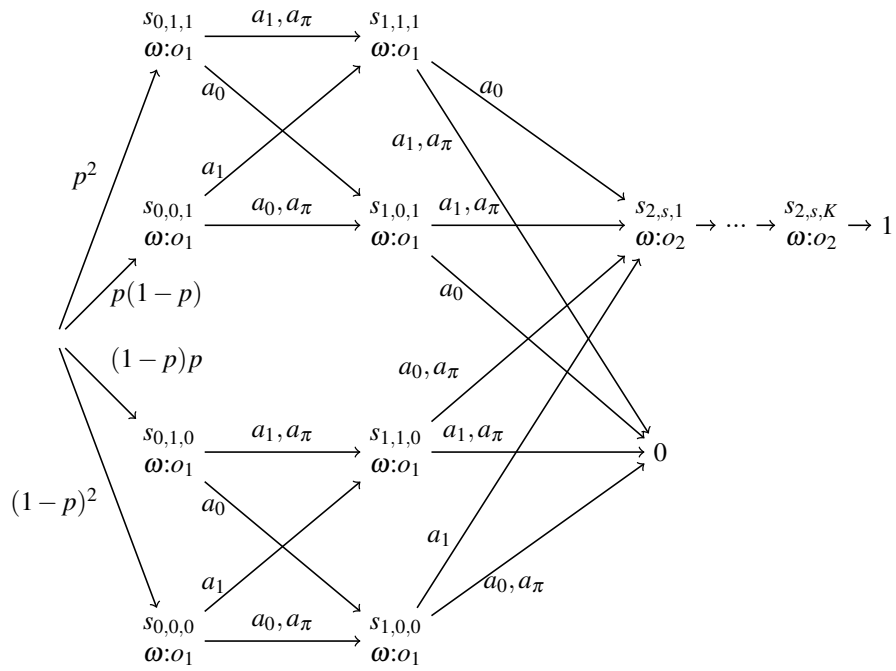 s_{0,1,1}
ω:o_1
a_1, a_π
s_{1,1,1}
ω:o_1
a_0
a_0
a_1, a_π
p^2
a_1
s_{0,0,1}
ω:o_1
a_0, a_π
s_{1,0,1}
ω:o_1
a_1, a_π
s_{2,s,1}
ω:o_2
→ ⋯ →
s_{2,s,K}
ω:o_2
→ 1
p(1−p)
a_0
(1−p)p
a_0, a_π
s_{0,1,0}
ω:o_1
a_1, a_π
s_{1,1,0}
ω:o_1
a_1, a_π
0
(1−p)^2
a_0
a_1
a_1
a_0, a_π
s_{0,0,0}
ω:o_1
a_0, a_π
s_{1,0,0}
ω:o_1